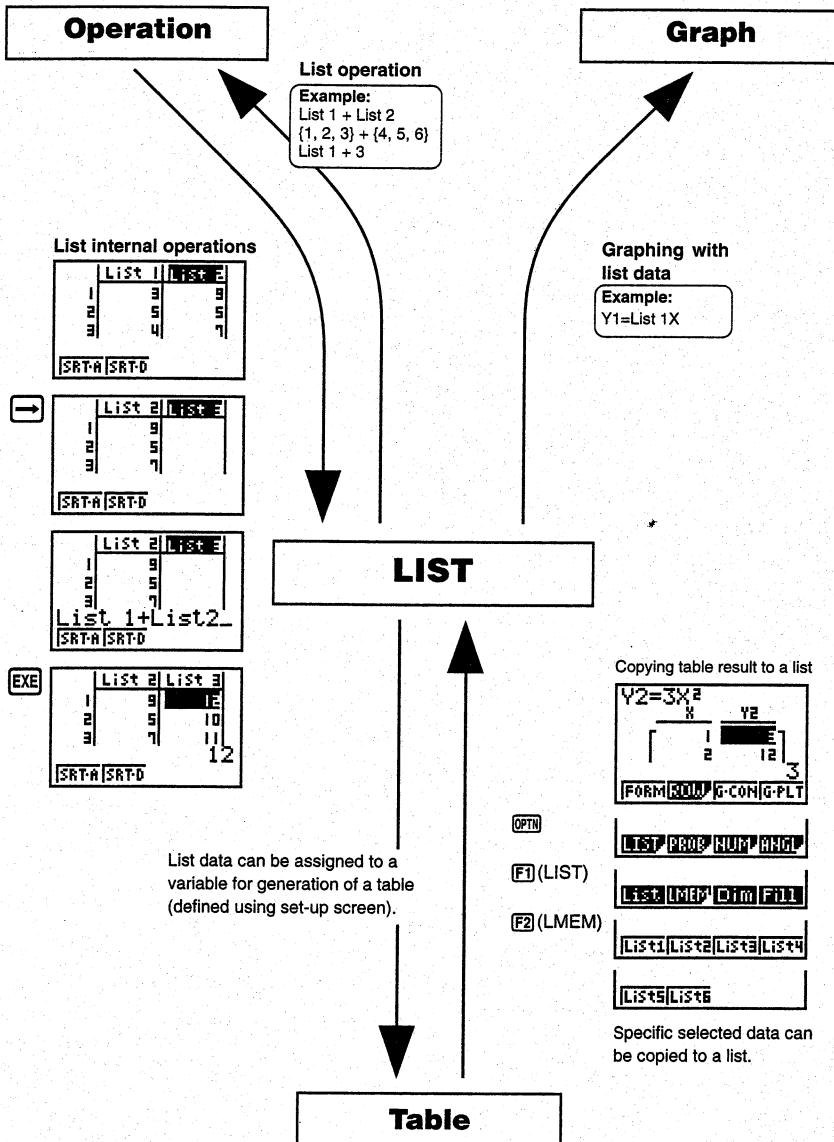 Operation
Graph
List operation
Example:
List 1 + List 2
{1, 2, 3} + {4, 5, 6}
List 1 + 3
List internal operations
List 1 List 2
1 3 9
2 5 5
3 4 7
SRT·A SRT·D
Graphing with
list data
Example:
Y1=List 1X
→
List 2 List 3
1 9
2 5
3 7
SRT·A SRT·D
List 2 List 3
1 9
2 5
3 7
List 1+List2_
SRT·A SRT·D
LIST
EXE
List 2 List 3
1 9 12
2 5 10
3 7 11
12
SRT·A SRT·D
Copying table result to a list
Y2=3X²
X Y2
1 3
2 12
3
FORM ROW G·CON G·PLT
OPTN
LIST PROB NUM ANGL
F1 (LIST)
List LMEM Dim Fill
F2 (LMEM)
List1 List2 List3 List4
List5 List6
Specific selected data can
be copied to a list.
List data can be assigned to a
variable for generation of a table
(defined using set-up screen).
Table